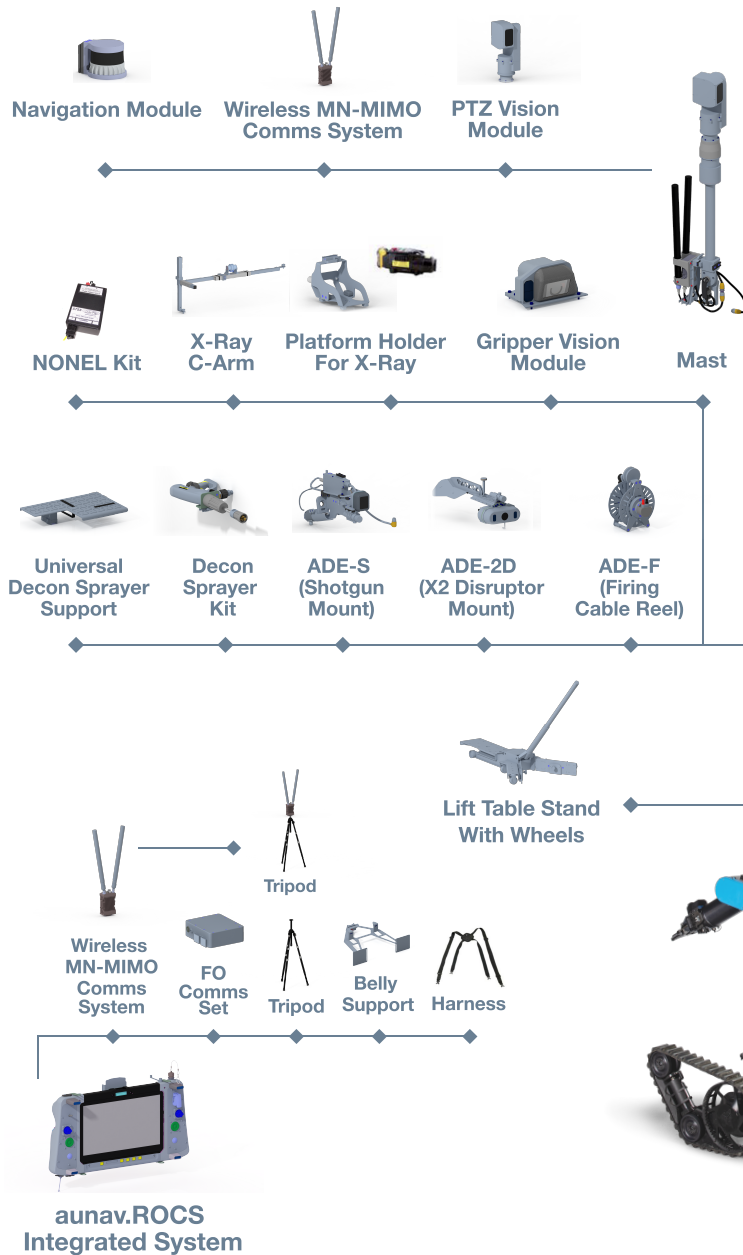 Navigation Module
Wireless MN-MIMO
Comms System
PTZ Vision
Module
NONEL Kit
X-Ray
C-Arm
Platform Holder
For X-Ray
Gripper Vision
Module
Mast
Universal
Decon Sprayer
Support
Decon
Sprayer
Kit
ADE-S
(Shotgun
Mount)
ADE-2D
(X2 Disruptor
Mount)
ADE-F
(Firing
Cable Reel)
Lift Table Stand
With Wheels
Tripod
Wireless
MN-MIMO
Comms
System
FO
Comms
Set
Tripod
Belly
Support
Harness
aunav.ROCS
Integrated System